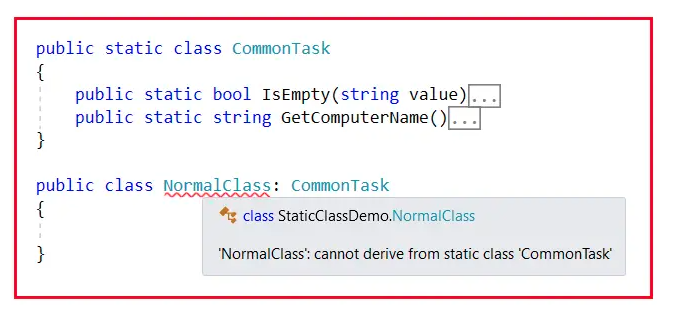 public static class CommonTask
{
public static bool IsEmpty(string value)...
public static string GetComputerName()...
}
public class NormalClass: CommonTask
{
class StaticClassDemo.NormalClass
'NormalClass': cannot derive from static class 'CommonTask'
}